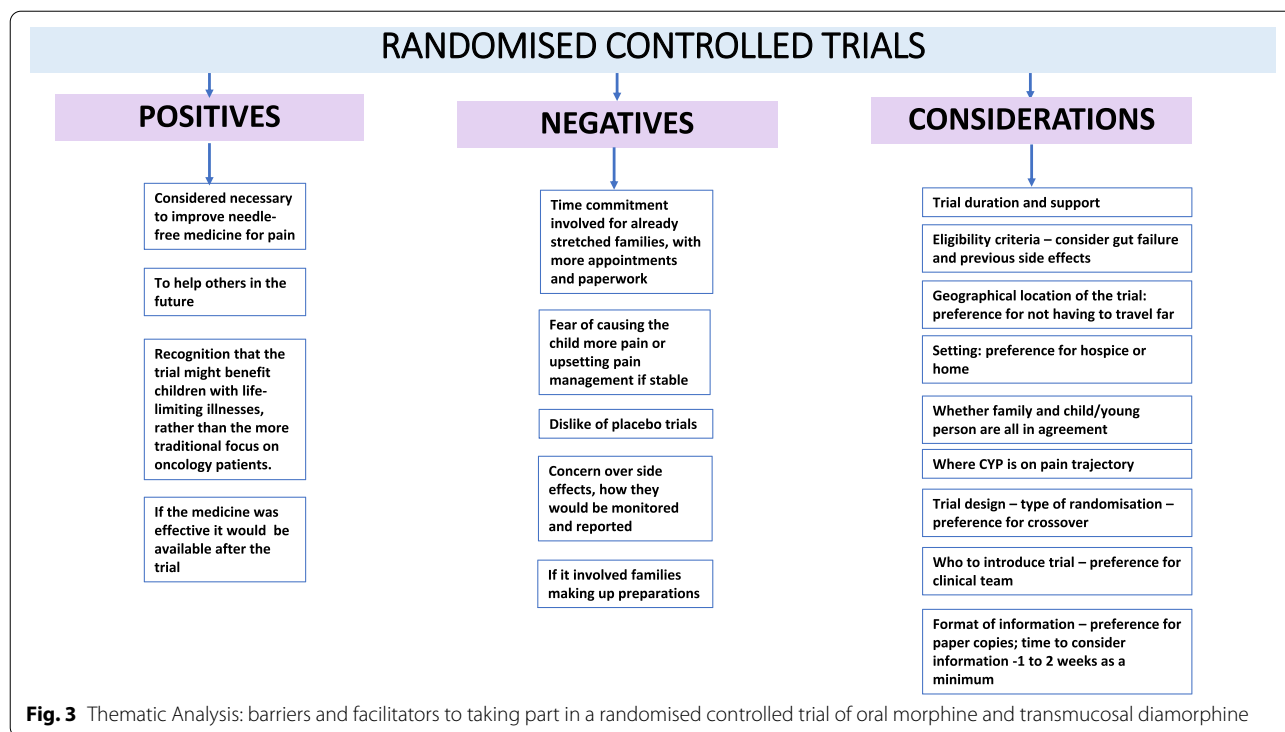 RANDOMISED CONTROLLED TRIALS
POSITIVES
Considered necessary
to improve needle-
free medicine for pain
To help others in the
future
Recognition that the
trial might benefit
children with life-
limiting illnesses,
rather than the more
traditional focus on
oncology patients.
If the medicine was
effective it would be
available after the
trial
NEGATIVES
Time commitment
involved for already
stretched families, with
more appointments
and paperwork
Fear of causing the
child more pain or
upsetting pain
management if stable
Dislike of placebo trials
Concern over side
effects, how they
would be monitored
and reported
If it involved families
making up preparations
CONSIDERATIONS
Trial duration and support
Eligibility criteria – consider gut failure
and previous side effects
Geographical location of the trial:
preference for not having to travel far
Setting: preference for hospice or
home
Whether family and child/young
person are all in agreement
Where CYP is on pain trajectory
Trial design – type of randomisation –
preference for crossover
Who to introduce trial – preference for
clinical team
Format of information – preference for
paper copies; time to consider
information -1 to 2 weeks as a
minimum
Fig. 3 Thematic Analysis: barriers and facilitators to taking part in a randomised controlled trial of oral morphine and transmucosal diamorphine